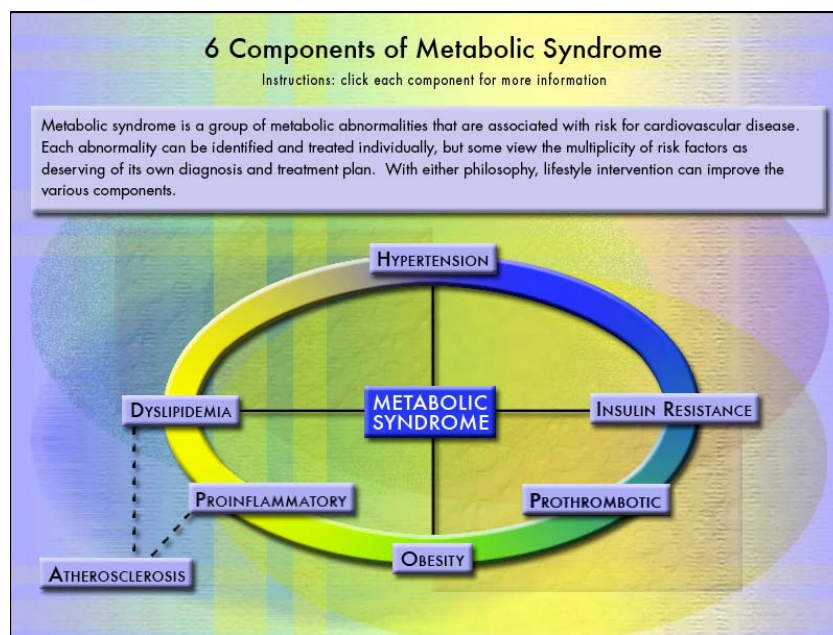 6 Components of Metabolic Syndrome
Instructions: click each component for more information
Metabolic syndrome is a group of metabolic abnormalities that are associated with risk for cardiovascular disease.
Each abnormality can be identified and treated individually, but some view the multiplicity of risk factors as
deserving of its own diagnosis and treatment plan.  With either philosophy, lifestyle intervention can improve the
various components.
HYPERTENSION
DYSLIPIDEMIA
METABOLIC
SYNDROME
INSULIN RESISTANCE
PROINFLAMMATORY
PROTHROMBOTIC
OBESITY
ATHEROSCLEROSIS